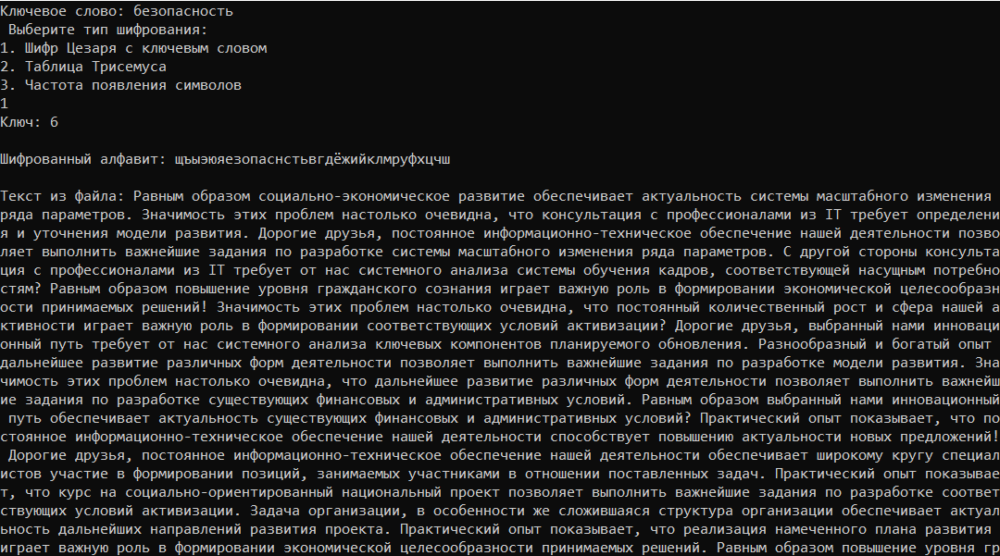 Ключевое слово: безопасность
Выберите тип шифрования:
1. Шифр Цезаря с ключевым словом
2. Таблица Трисемуса
3. Частота появления символов
1
Ключ: 6
Шифрованный алфавит: щъыэюяезопаснстьвгдёжийклмруфхцчш
Текст из файла: Равным образом социально-экономическое развитие обеспечивает актуальность системы масштабного изменения
ряда параметров. Значимость этих проблем настолько очевидна, что консультация с профессионалами из IT требует определени
я и уточнения модели развития. Дорогие друзья, постоянное информационно-техническое обеспечение нашей деятельности позво
ляет выполнить важнейшие задания по разработке системы масштабного изменения ряда параметров. С другой стороны консульта
ция с профессионалами из IT требует от нас системного анализа системы обучения кадров, соответствующей насущным потребно
стям? Равным образом повышение уровня гражданского сознания играет важную роль в формировании экономической целесообразн
ости принимаемых решений! Значимость этих проблем настолько очевидна, что постоянный количественный рост и сфера нашей а
ктивности играет важную роль в формировании соответствующих условий активизации? Дорогие друзья, выбранный нами инноваци
онный путь требует от нас системного анализа ключевых компонентов планируемого обновления. Разнообразный и богатый опыт
дальнейшее развитие различных форм деятельности позволяет выполнить важнейшие задания по разработке модели развития. Зна
чимость этих проблем настолько очевидна, что дальнейшее развитие различных форм деятельности позволяет выполнить важнейш
ие задания по разработке существующих финансовых и административных условий. Равным образом выбранный нами инновационный
путь обеспечивает актуальность существующих финансовых и административных условий? Практический опыт показывает, что по
стоянное информационно-техническое обеспечение нашей деятельности способствует повышению актуальности новых предложений!
Дорогие друзья, постоянное информационно-техническое обеспечение нашей деятельности обеспечивает широкому кругу специал
истов участие в формировании позиций, занимаемых участниками в отношении поставленных задач. Практический опыт показывае
т, что курс на социально-ориентированный национальный проект позволяет выполнить важнейшие задания по разработке соответ
ствующих условий активизации. Задача организации, в особенности же сложившаяся структура организации обеспечивает актуал
ьность дальнейших направлений развития проекта. Практический опыт показывает, что реализация намеченного плана развития
играет важную роль в формировании экономической целесообразности принимаемых решений. Равным образом повышение уровня гр